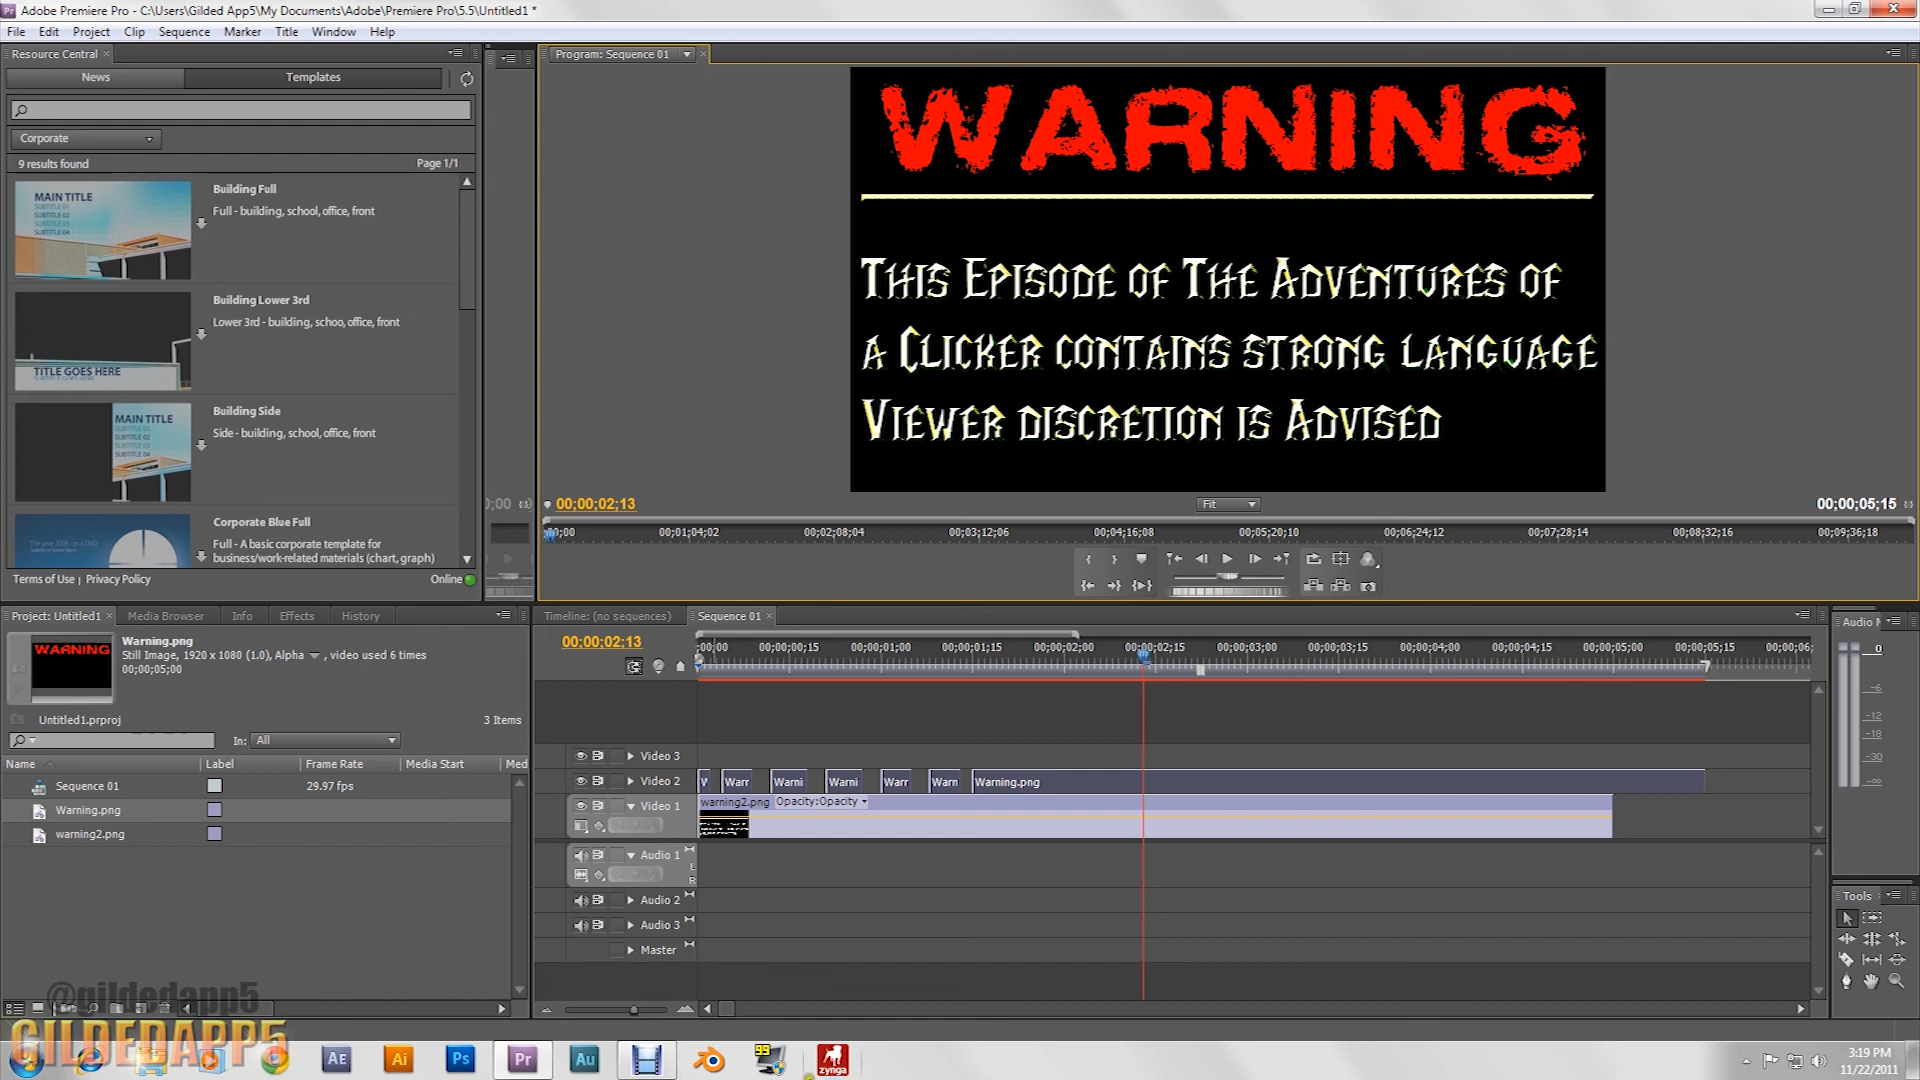 Adobe Premiere Pro - C:\Users\Gilded App5\My Documents\Adobe\Premiere Pro\5.5\Untitled1 *
File Edit Project Clip Sequence Marker Title Window Help
Resource Central
News Templates
Corporate
9 results found Page 1/1
MAIN TITLE
SUBTITLE 01
SUBTITLE 02
SUBTITLE 03
SUBTITLE 04
Building Full
Full - building, school, office, front
TITLE GOES HERE
SUBTITLE GOES HERE
Building Lower 3rd
Lower 3rd - building, schoo, office, front
MAIN TITLE
SUBTITLE 01
SUBTITLE 02
SUBTITLE 03
SUBTITLE 04
Building Side
Side - building, school, office, front
Corporate Blue Full
Full - A basic corporate template for
business/work-related materials (chart, graph)
Terms of Use | Privacy Policy Online
Program: Sequence 01
WARNING
This Episode of The Adventures of
a Clicker contains strong language
Viewer discretion is Advised
00;00;02;13 Fit 00;00;05;15
00;00 00;01;04;02 00;02;08;04 00;03;12;06 00;04;16;08 00;05;20;10 00;06;24;12 00;07;28;14 00;08;32;16 00;09;36;18
Project: Untitled1 Media Browser Info Effects History
WARNING
Warning.png
Still Image, 1920 x 1080 (1.0), Alpha , video used 6 times
00;00;05;00
Untitled1.prproj 3 Items
In: All
Name Label Frame Rate Media Start Med
Sequence 01 29.97 fps
Warning.png
warning2.png
Timeline: (no sequences) Sequence 01
00;00;02;13
;00;00 00;00;00;15 00;00;01;00 00;00;01;15 00;00;02;00 00;00;02;15 00;00;03;00 00;00;03;15 00;00;04;00 00;00;04;15 00;00;05;00 00;00;05;15 00;00;06;
Video 3
Video 2 W Warr Warni Warni Warr Warn Warning.png
Video 1 warning2.png Opacity:Opacity
Audio 1
L
R
Audio 2
Audio 3
Master
Audio
0
-6
-12
-18
-30
-∞
Tools
@gildedapp5
GILDEDAPP5
AE Ai Ps Pr Au 99 zynga
3:19 PM
11/22/2011